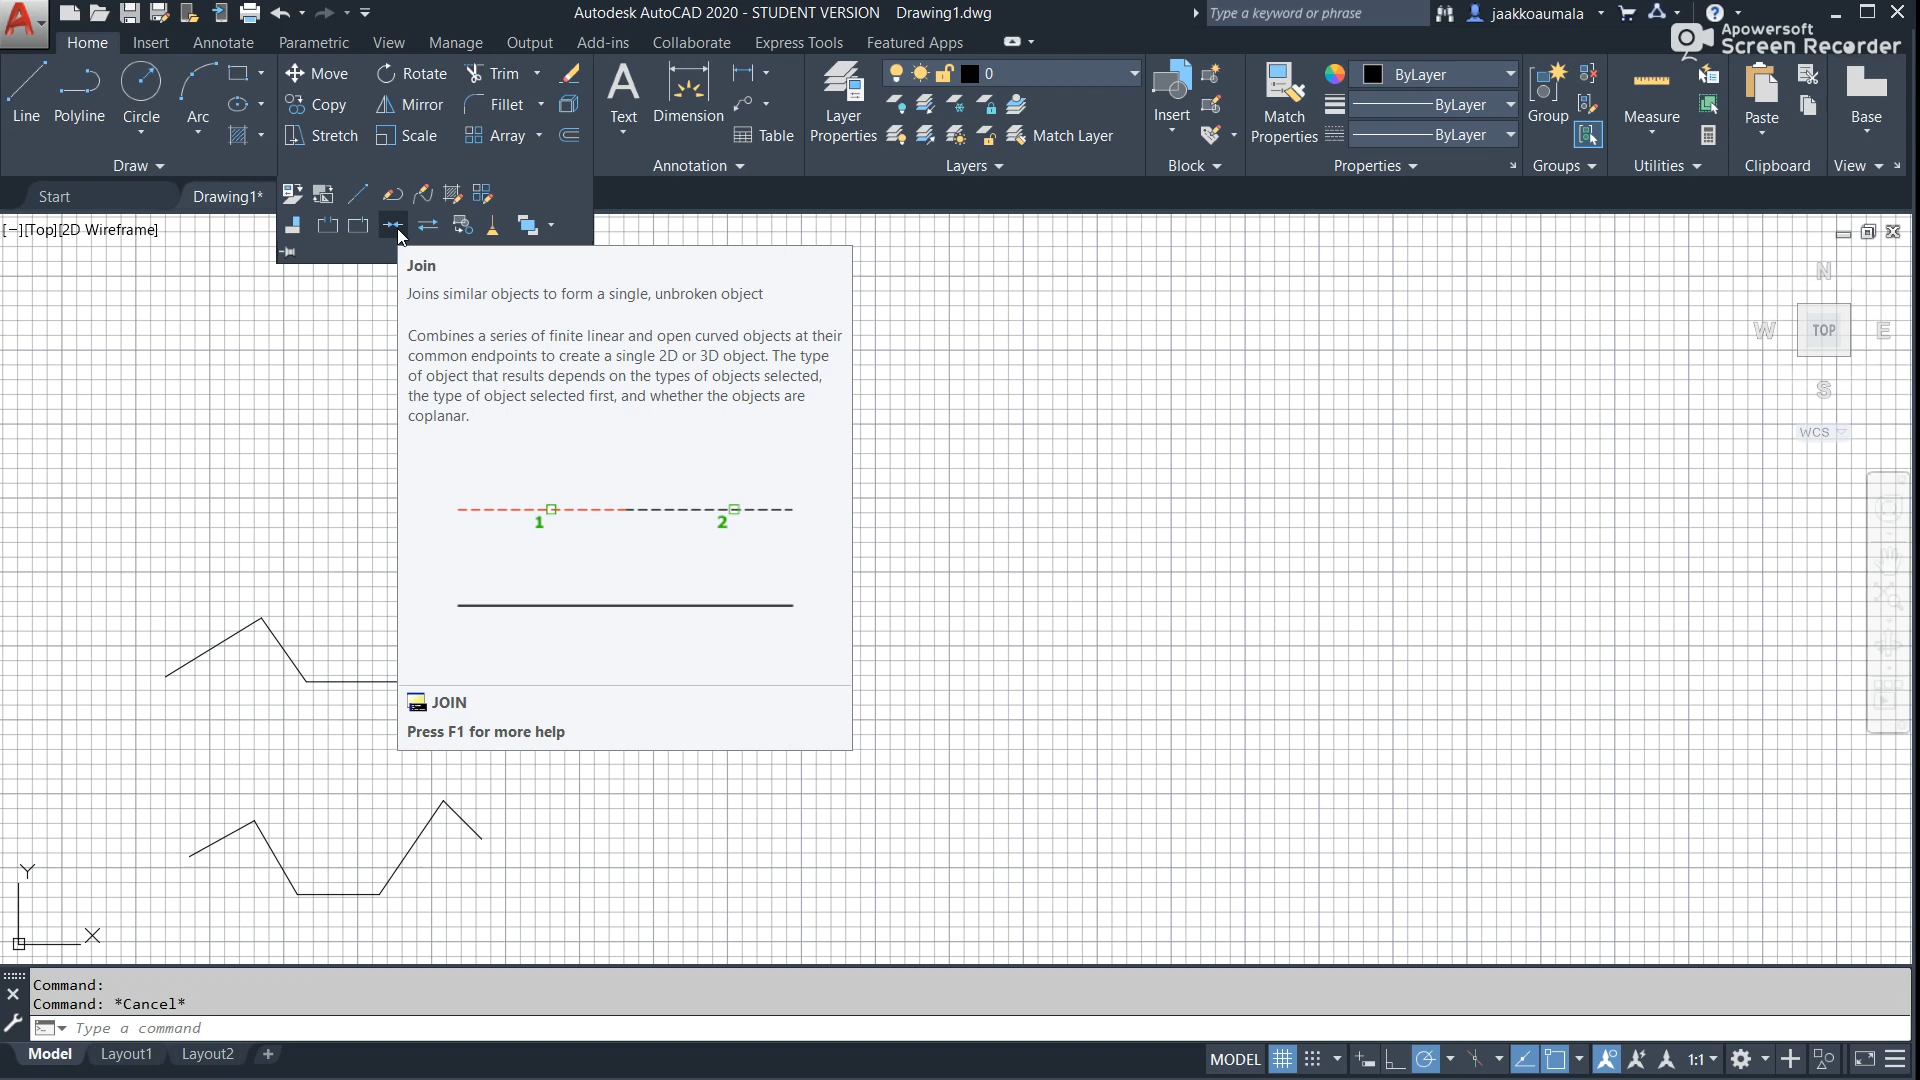 Autodesk AutoCAD 2020 - STUDENT VERSION Drawing1.dwg
Type a keyword or phrase
jaakkoaumala
Home Insert Annotate Parametric View Manage Output Add-ins Collaborate Express Tools Featured Apps
Apowersoft
Screen Recorder
Line Polyline Circle Arc
Move Rotate Trim
Copy Mirror Fillet
Stretch Scale Array
Text Dimension
Table
Layer
Properties
0
Match Layer
Insert
Match
Properties
ByLayer
ByLayer
ByLayer
Group
Measure
Paste
Base
Draw Annotation Layers Block Properties Groups Utilities Clipboard View
Start Drawing1*
[−][Top][2D Wireframe]
Join
Joins similar objects to form a single, unbroken object
Combines a series of finite linear and open curved objects at their
common endpoints to create a single 2D or 3D object. The type
of object that results depends on the types of objects selected,
the type of object selected first, and whether the objects are
coplanar.
1 2
JOIN
Press F1 for more help
N
W TOP E
S
WCS
Y
X
Command:
Command: *Cancel*
Type a command
Model Layout1 Layout2 +
MODEL 1:1